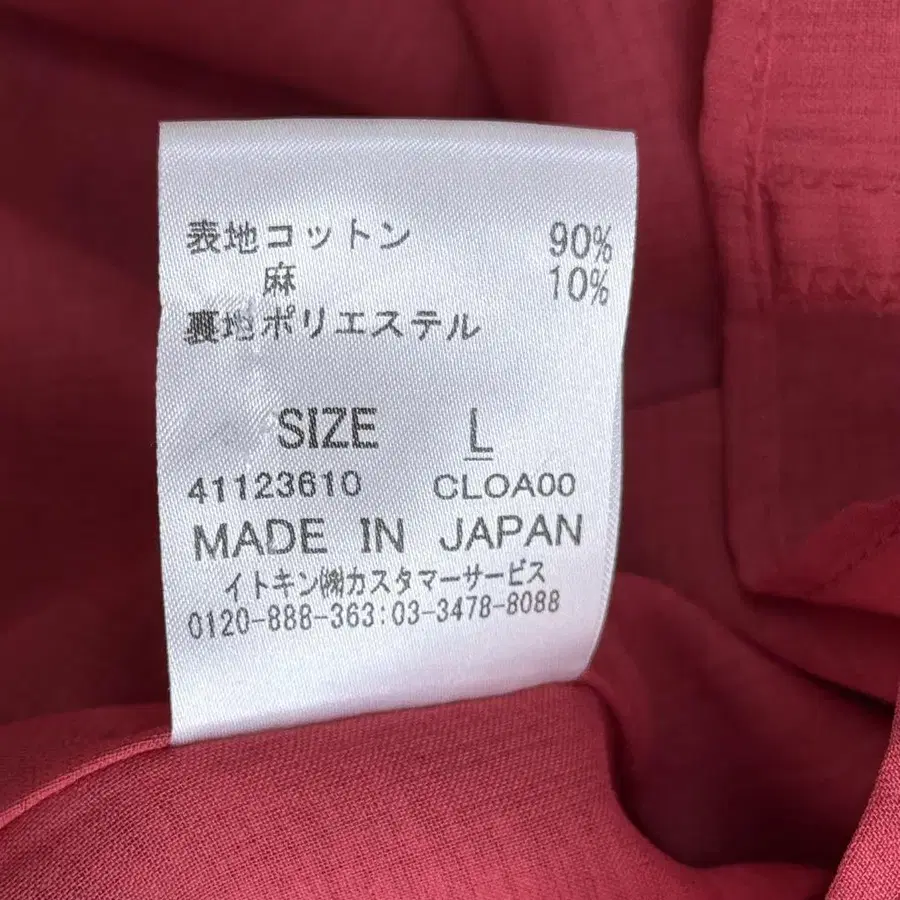 表地コットン 90%
麻 10%
裏地ポリエステル
SIZE L
41123610 CLOA00
MADE IN JAPAN
イトキン㈱カスタマーサービス
0120-888-363:03-3478-8088